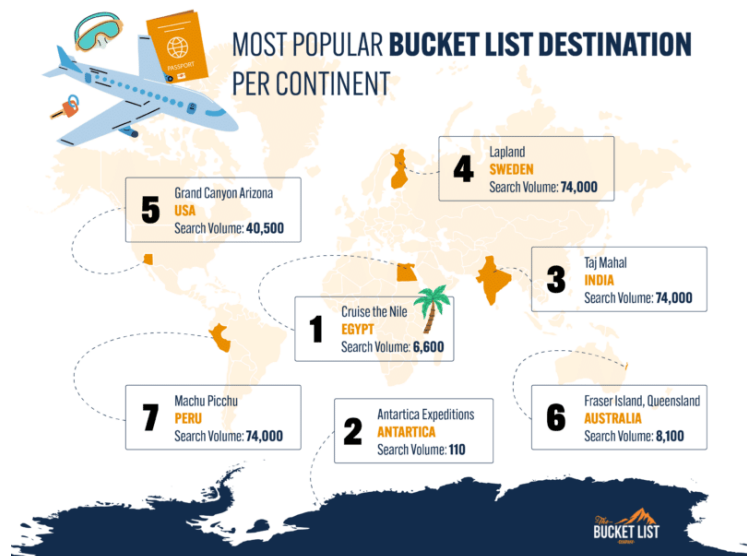 PASSPORT
MOST POPULAR BUCKET LIST DESTINATION
PER CONTINENT
4
Lapland
SWEDEN
Search Volume: 74,000
5
Grand Canyon Arizona
USA
Search Volume: 40,500
3
Taj Mahal
INDIA
Search Volume: 74,000
1
Cruise the Nile
EGYPT
Search Volume: 6,600
7
Machu Picchu
PERU
Search Volume: 74,000
2
Antartica Expeditions
ANTARTICA
Search Volume: 110
6
Fraser Island, Queensland
AUSTRALIA
Search Volume: 8,100
The
BUCKET LIST